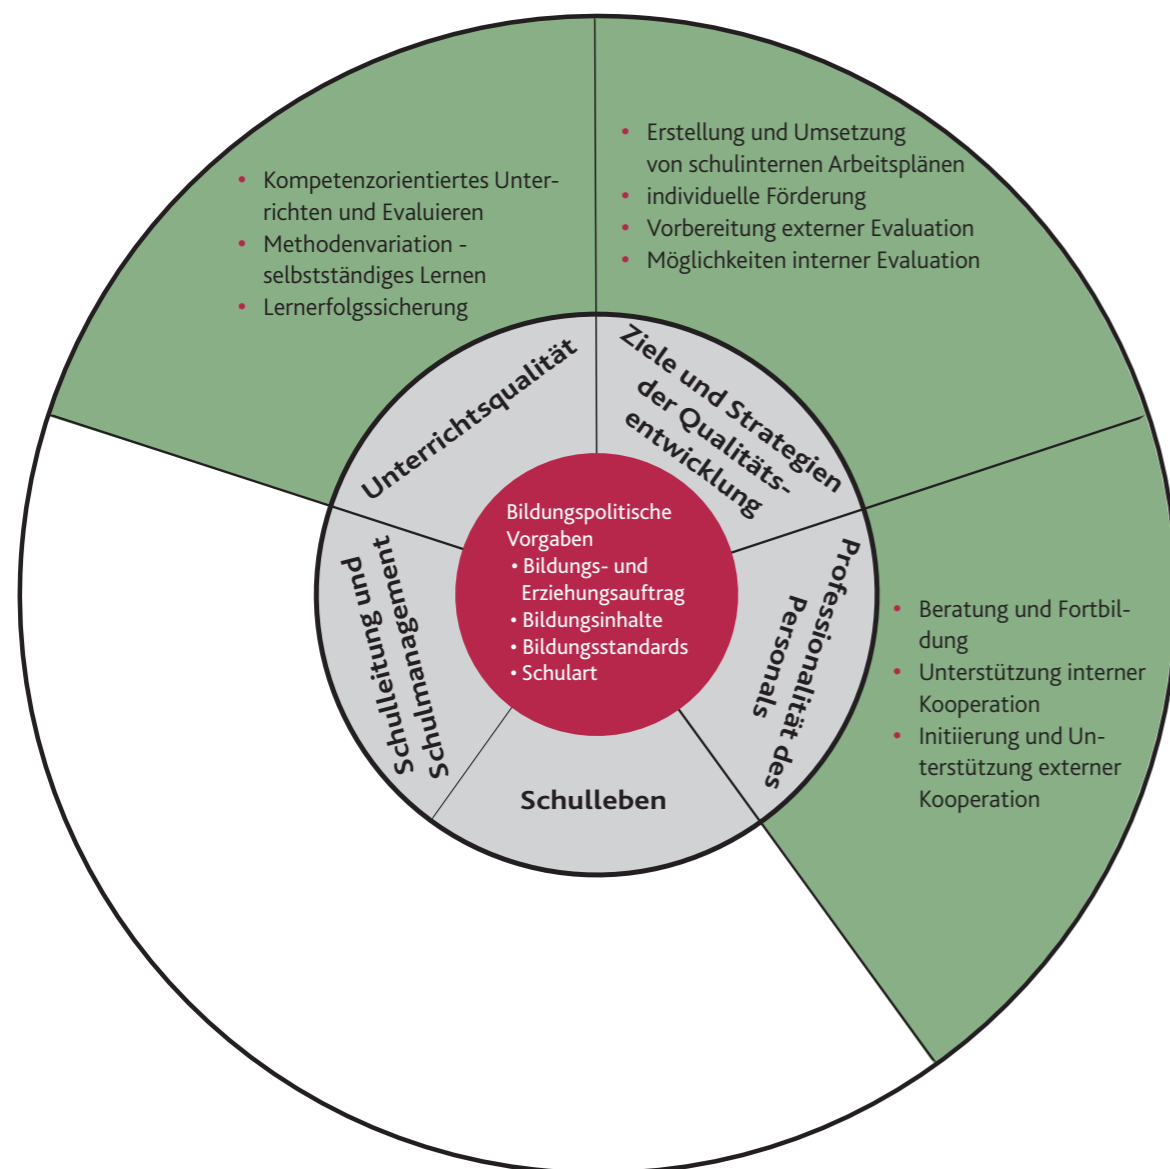 • Kompetenzorientiertes Unter-
richten und Evaluieren
• Methodenvariation -
selbstständiges Lernen
• Lernerfolgssicherung
• Erstellung und Umsetzung
von schulinternen Arbeitsplänen
• individuelle Förderung
• Vorbereitung externer Evaluation
• Möglichkeiten interner Evaluation
Unterrichtsqualität
Ziele und Strategien
der Qualitäts-
entwicklung
Bildungspolitische
Vorgaben
• Bildungs- und
Erziehungsauftrag
• Bildungsinhalte
• Bildungsstandards
• Schulart
Schulleitung und
Schulmanagement
Professionalität des
Personals
• Beratung und Fortbil-
dung
• Unterstützung interner
Kooperation
• Initiierung und Un-
terstützung externer
Kooperation
Schulleben